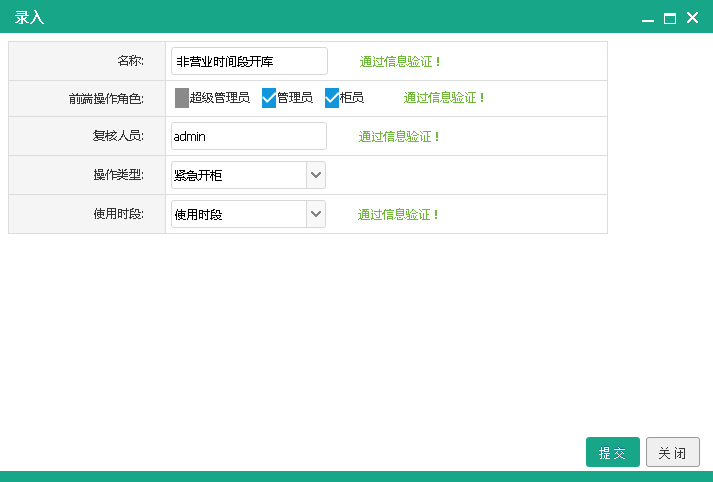 录入
名称: 非营业时间段开库 通过信息验证！
前端操作角色: 超级管理员 管理员 柜员 通过信息验证！
复核人员: admin 通过信息验证！
操作类型: 紧急开柜
使用时段: 使用时段 通过信息验证！
提交 关闭